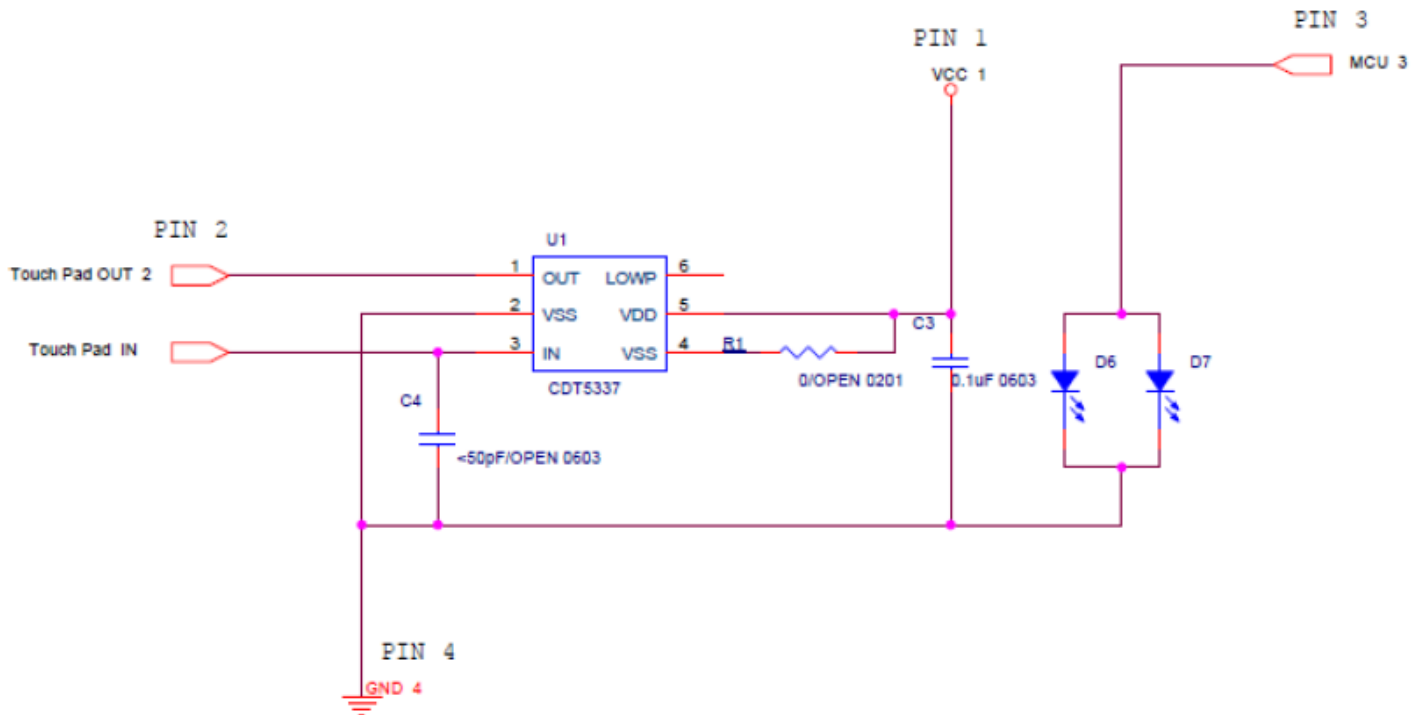 PIN 3
MCU 3
PIN 1
VCC 1
PIN 2
Touch Pad OUT 2
Touch Pad IN
U1
1
OUT
LOWP
6
2
VSS
VDD
5
3
IN
VSS
4
CDT5337
R1
0/OPEN 0201
C3
0.1uF 0603
D6
D7
C4
<50pF/OPEN 0603
PIN 4
GND 4